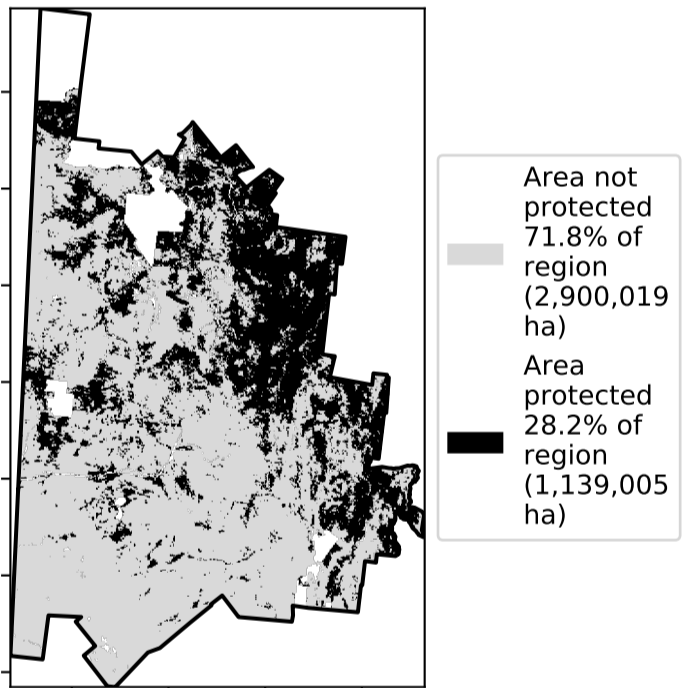 Area not
protected
71.8% of
region
(2,900,019
ha)
Area
protected
28.2% of
region
(1,139,005
ha)